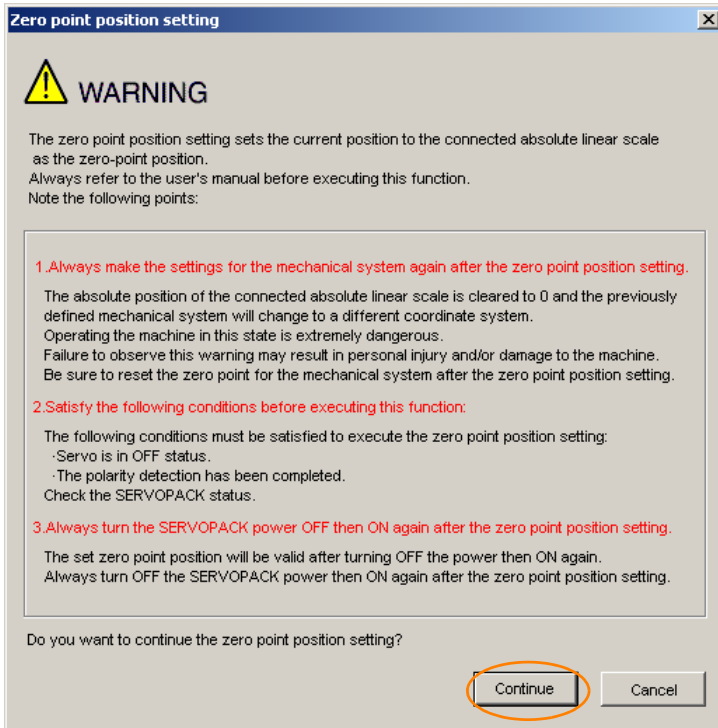 Zero point position setting
WARNING
The zero point position setting sets the current position to the connected absolute linear scale
as the zero-point position.
Always refer to the user's manual before executing this function.
Note the following points:
1.Always make the settings for the mechanical system again after the zero point position setting.
The absolute position of the connected absolute linear scale is cleared to 0 and the previously
defined mechanical system will change to a different coordinate system.
Operating the machine in this state is extremely dangerous.
Failure to observe this warning may result in personal injury and/or damage to the machine.
Be sure to reset the zero point for the mechanical system after the zero point position setting.
2.Satisfy the following conditions before executing this function:
The following conditions must be satisfied to execute the zero point position setting:
·Servo is in OFF status.
·The polarity detection has been completed.
Check the SERVOPACK status.
3.Always turn the SERVOPACK power OFF then ON again after the zero point position setting.
The set zero point position will be valid after turning OFF the power then ON again.
Always turn OFF the SERVOPACK power then ON again after the zero point position setting.
Do you want to continue the zero point position setting?
Continue
Cancel